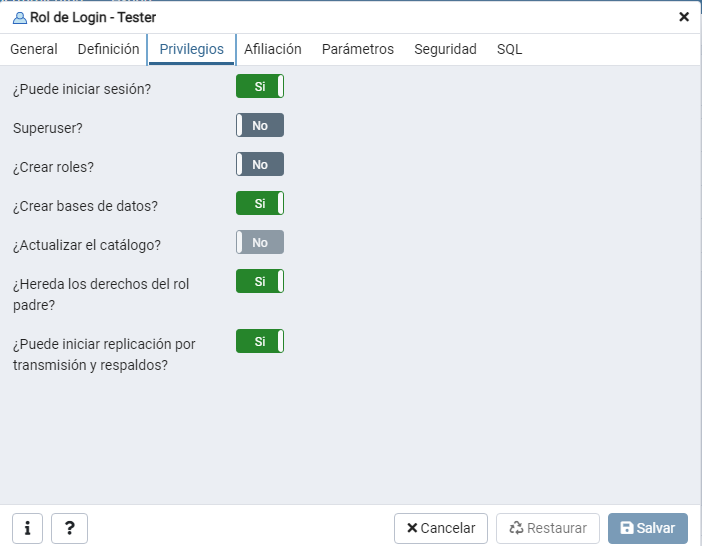 Rol de Login - Tester
General Definición Privilegios Afiliación Parámetros Seguridad SQL
¿Puede iniciar sesión? Si
Superuser? No
¿Crear roles? No
¿Crear bases de datos? Si
¿Actualizar el catálogo? No
¿Hereda los derechos del rol Si
padre?
¿Puede iniciar replicación por Si
transmisión y respaldos?
Cancelar Restaurar Salvar